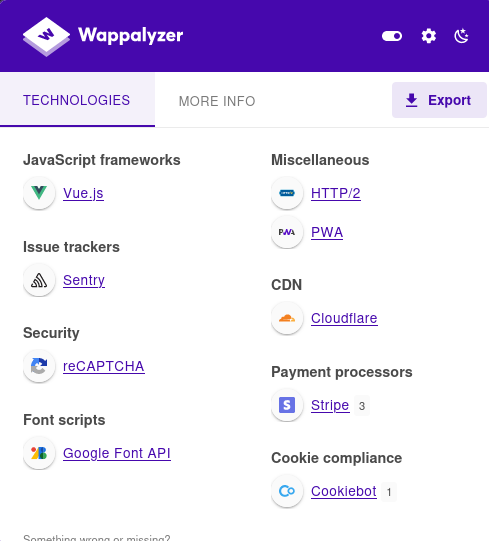 Wappalyzer
TECHNOLOGIES
MORE INFO
Export
JavaScript frameworks
Vue.js
Issue trackers
Sentry
Security
reCAPTCHA
Font scripts
Google Font API
Miscellaneous
HTTP/2
PWA
CDN
Cloudflare
Payment processors
Stripe 3
Cookie compliance
Cookiebot 1
Something wrong or missing?